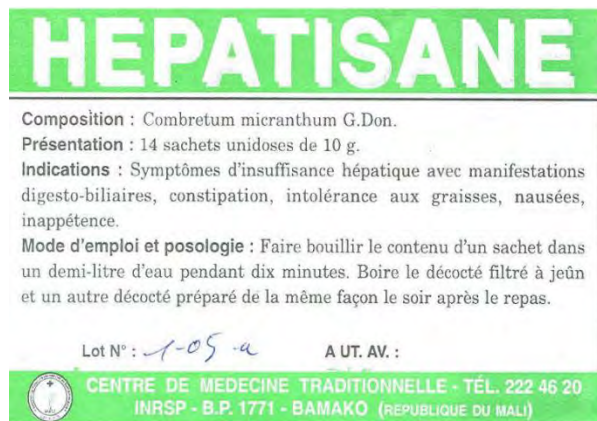 HEPATISANE
Composition : Combretum micranthum G.Don.
Présentation : 14 sachets unidoses de 10 g.
Indications : Symptômes d'insuffisance hépatique avec manifestations
digesto-biliaires, constipation, intolérance aux graisses, nausées,
inappétence.
Mode d'emploi et posologie : Faire bouillir le contenu d'un sachet dans
un demi-litre d'eau pendant dix minutes. Boire le décocté filtré à jeûn
et un autre décocté préparé de la même façon le soir après le repas.
Lot N° : 1-05-a A UT. AV. :
CENTRE DE MEDECINE TRADITIONNELLE - TÉL. 222 46 20
INRSP - B.P. 1771 - BAMAKO (REPUBLIQUE DU MALI)